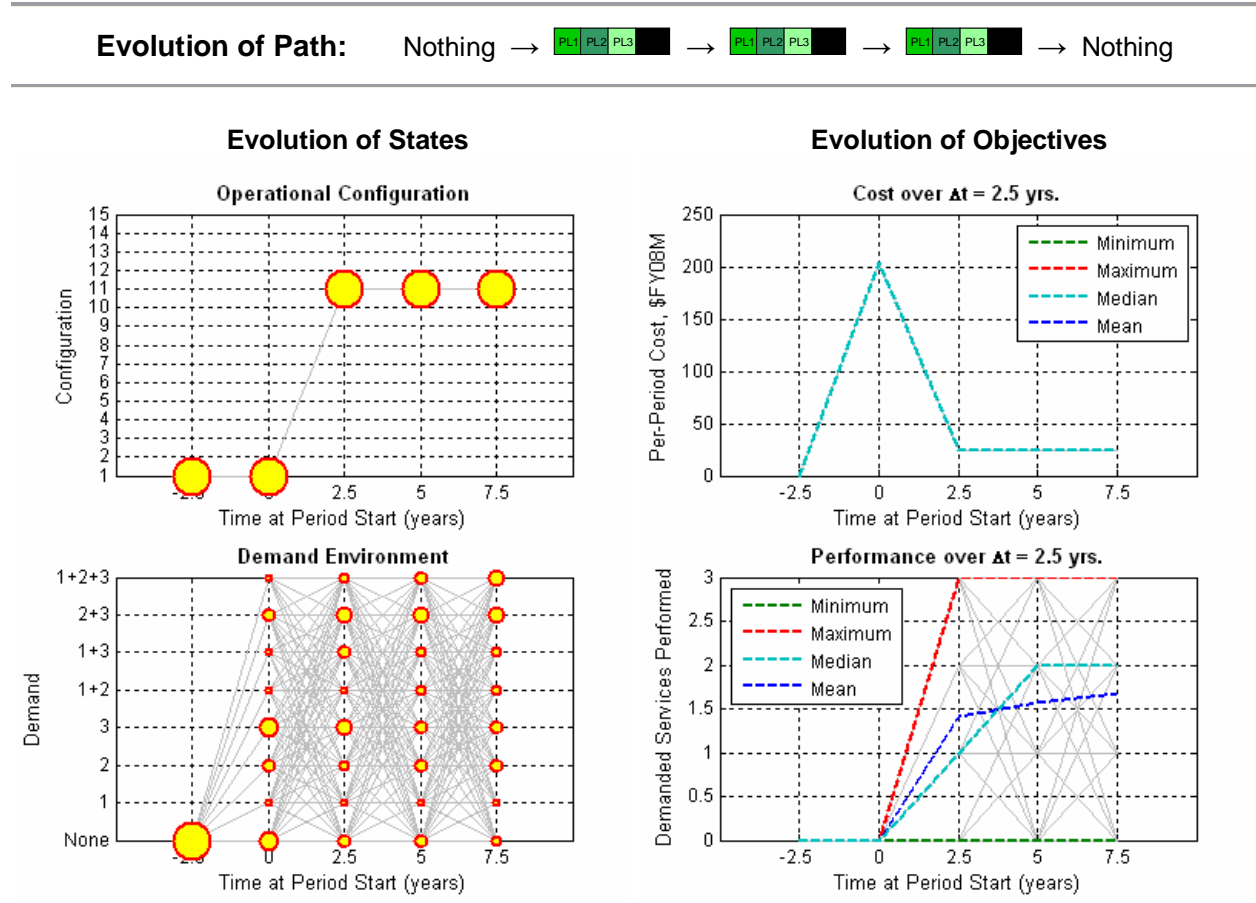 Evolution of Path: Nothing → PL1 PL2 PL3 → PL1 PL2 PL3 → PL1 PL2 PL3 → Nothing
Evolution of States
Operational Configuration
Configuration
15
14
13
12
11
10
9
8
7
6
5
4
3
2
1
-2.5 0 2.5 5 7.5
Time at Period Start (years)
Demand Environment
Demand
1+2+3
2+3
1+3
1+2
3
2
1
None
-2.5 0 2.5 5 7.5
Time at Period Start (years)
Evolution of Objectives
Cost over Δt = 2.5 yrs.
Per-Period Cost, $FY08M
250
200
150
100
50
0
Minimum
Maximum
Median
Mean
-2.5 0 2.5 5 7.5
Time at Period Start (years)
Performance over Δt = 2.5 yrs.
Demanded Services Performed
3
2.5
2
1.5
1
0.5
0
Minimum
Maximum
Median
Mean
-2.5 0 2.5 5 7.5
Time at Period Start (years)